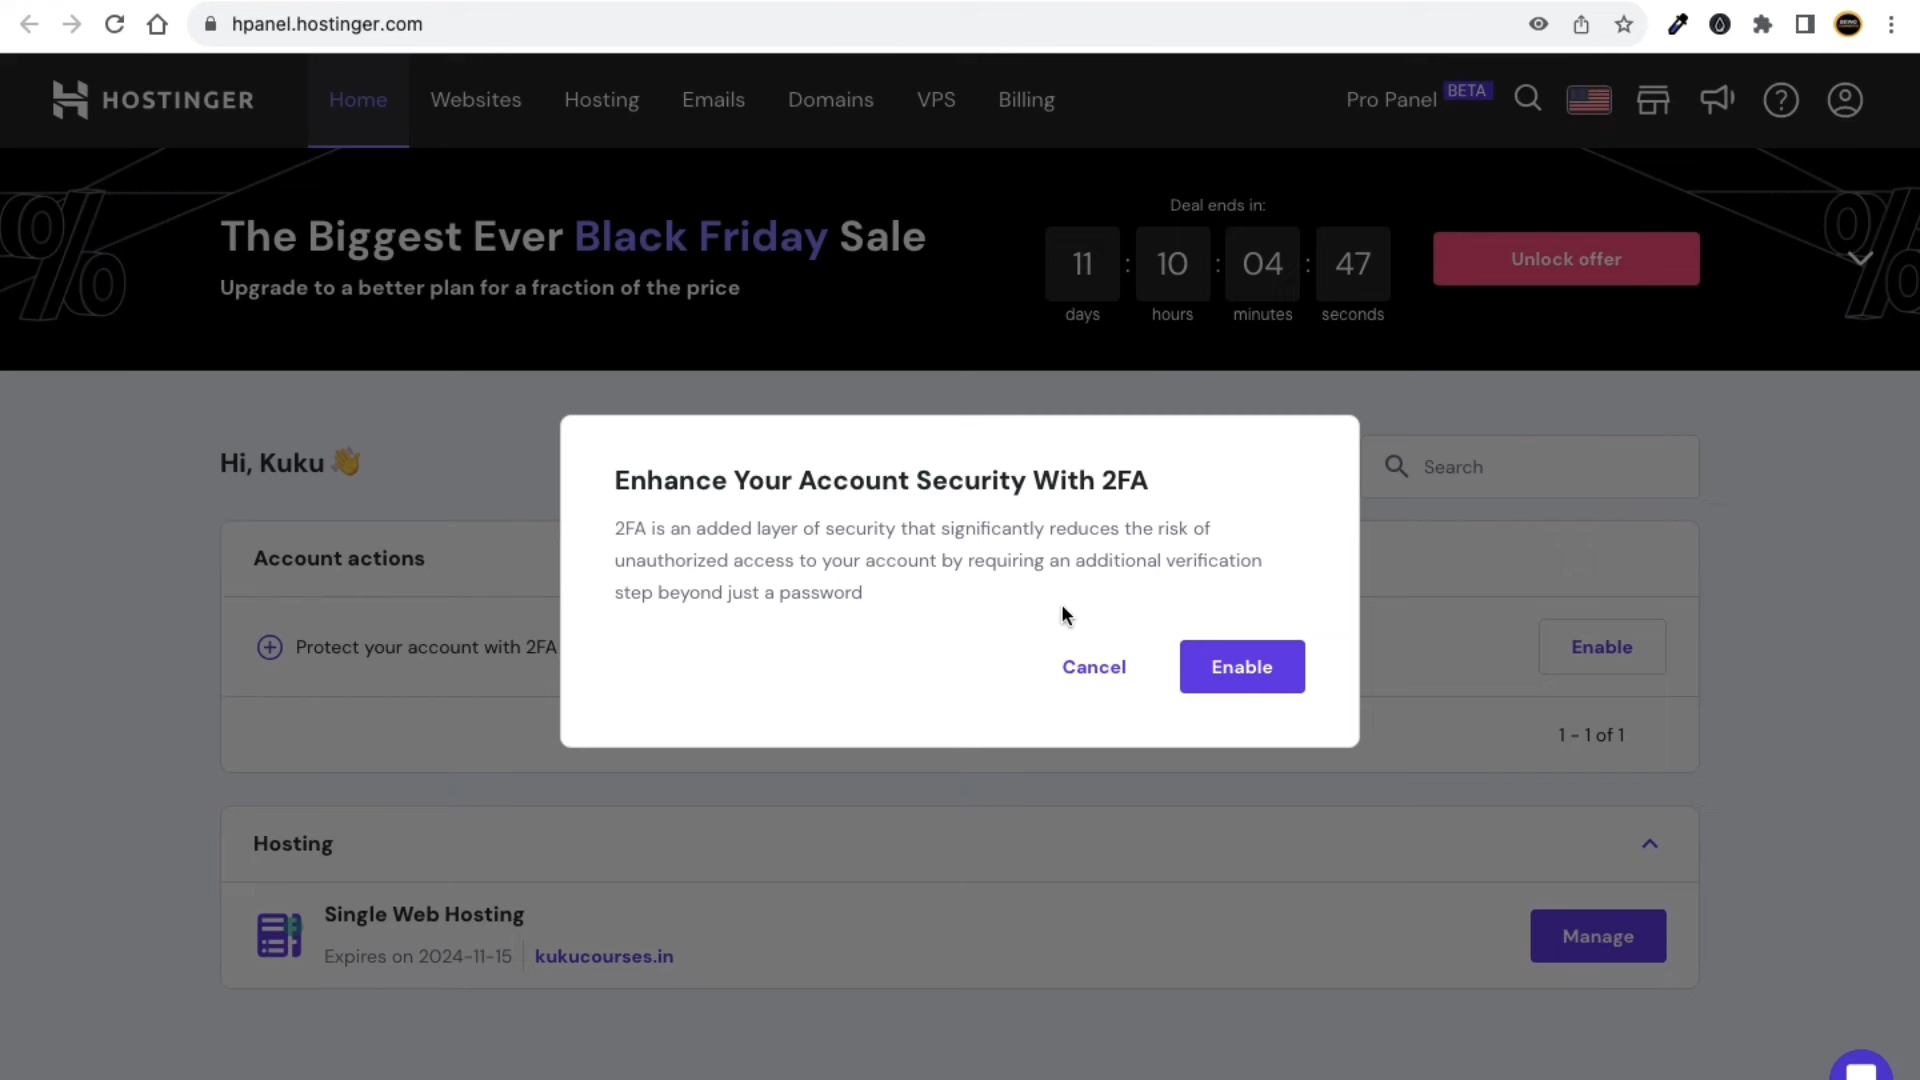 hpanel.hostinger.com
HOSTINGER
Home
Websites
Hosting
Emails
Domains
VPS
Billing
Pro Panel BETA
The Biggest Ever Black Friday Sale
Upgrade to a better plan for a fraction of the price
Deal ends in:
11 : 10 : 04 : 47
days hours minutes seconds
Unlock offer
Hi, Kuku 👋
Search
Enhance Your Account Security With 2FA
2FA is an added layer of security that significantly reduces the risk of
unauthorized access to your account by requiring an additional verification
step beyond just a password
Cancel
Enable
Account actions
Protect your account with 2FA
Enable
1 - 1 of 1
Hosting
Single Web Hosting
Expires on 2024-11-15
kukucourses.in
Manage